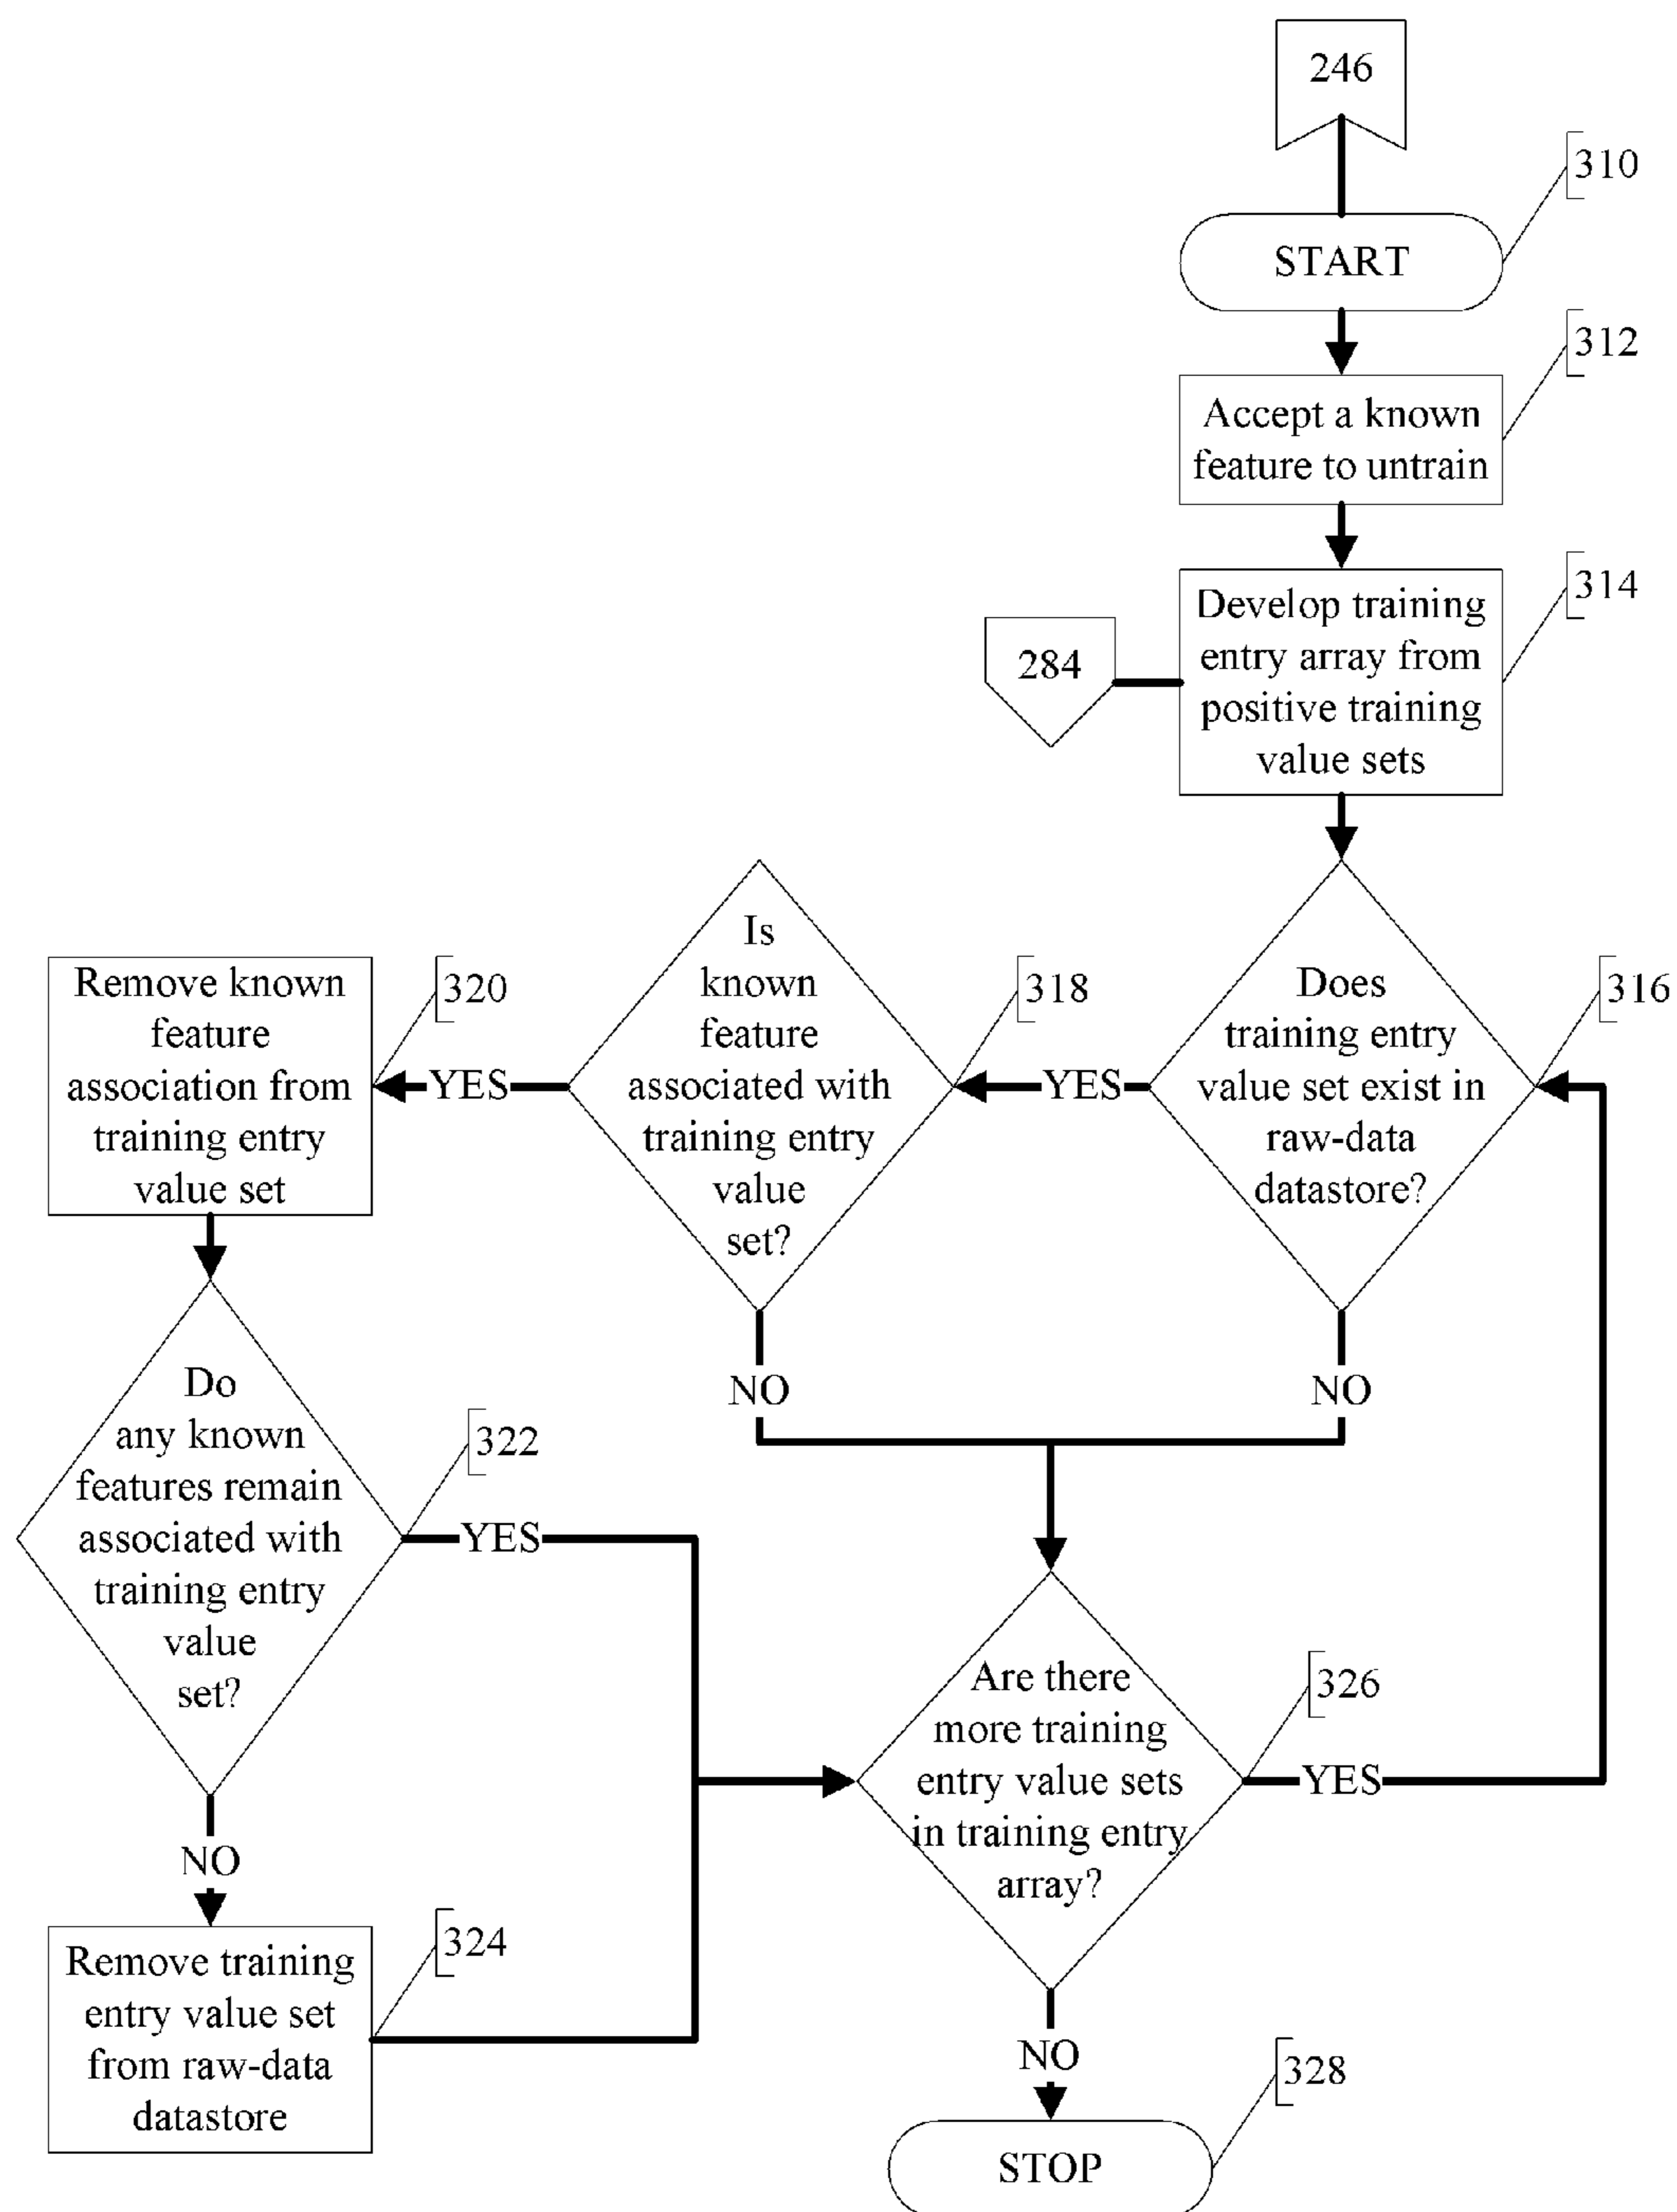 246
310
START
312
Accept a known
feature to untrain
314
Develop training
entry array from
positive training
value sets
284
316
Does
training entry
value set exist in
raw-data
datastore?
YES
NO
318
Is
known
feature
associated with
training entry
value
set?
YES
NO
320
Remove known
feature
association from
training entry
value set
322
Do
any known
features remain
associated with
training entry
value
set?
YES
NO
324
Remove training
entry value set
from raw-data
datastore
326
Are there
more training
entry value sets
in training entry
array?
YES
NO
328
STOP